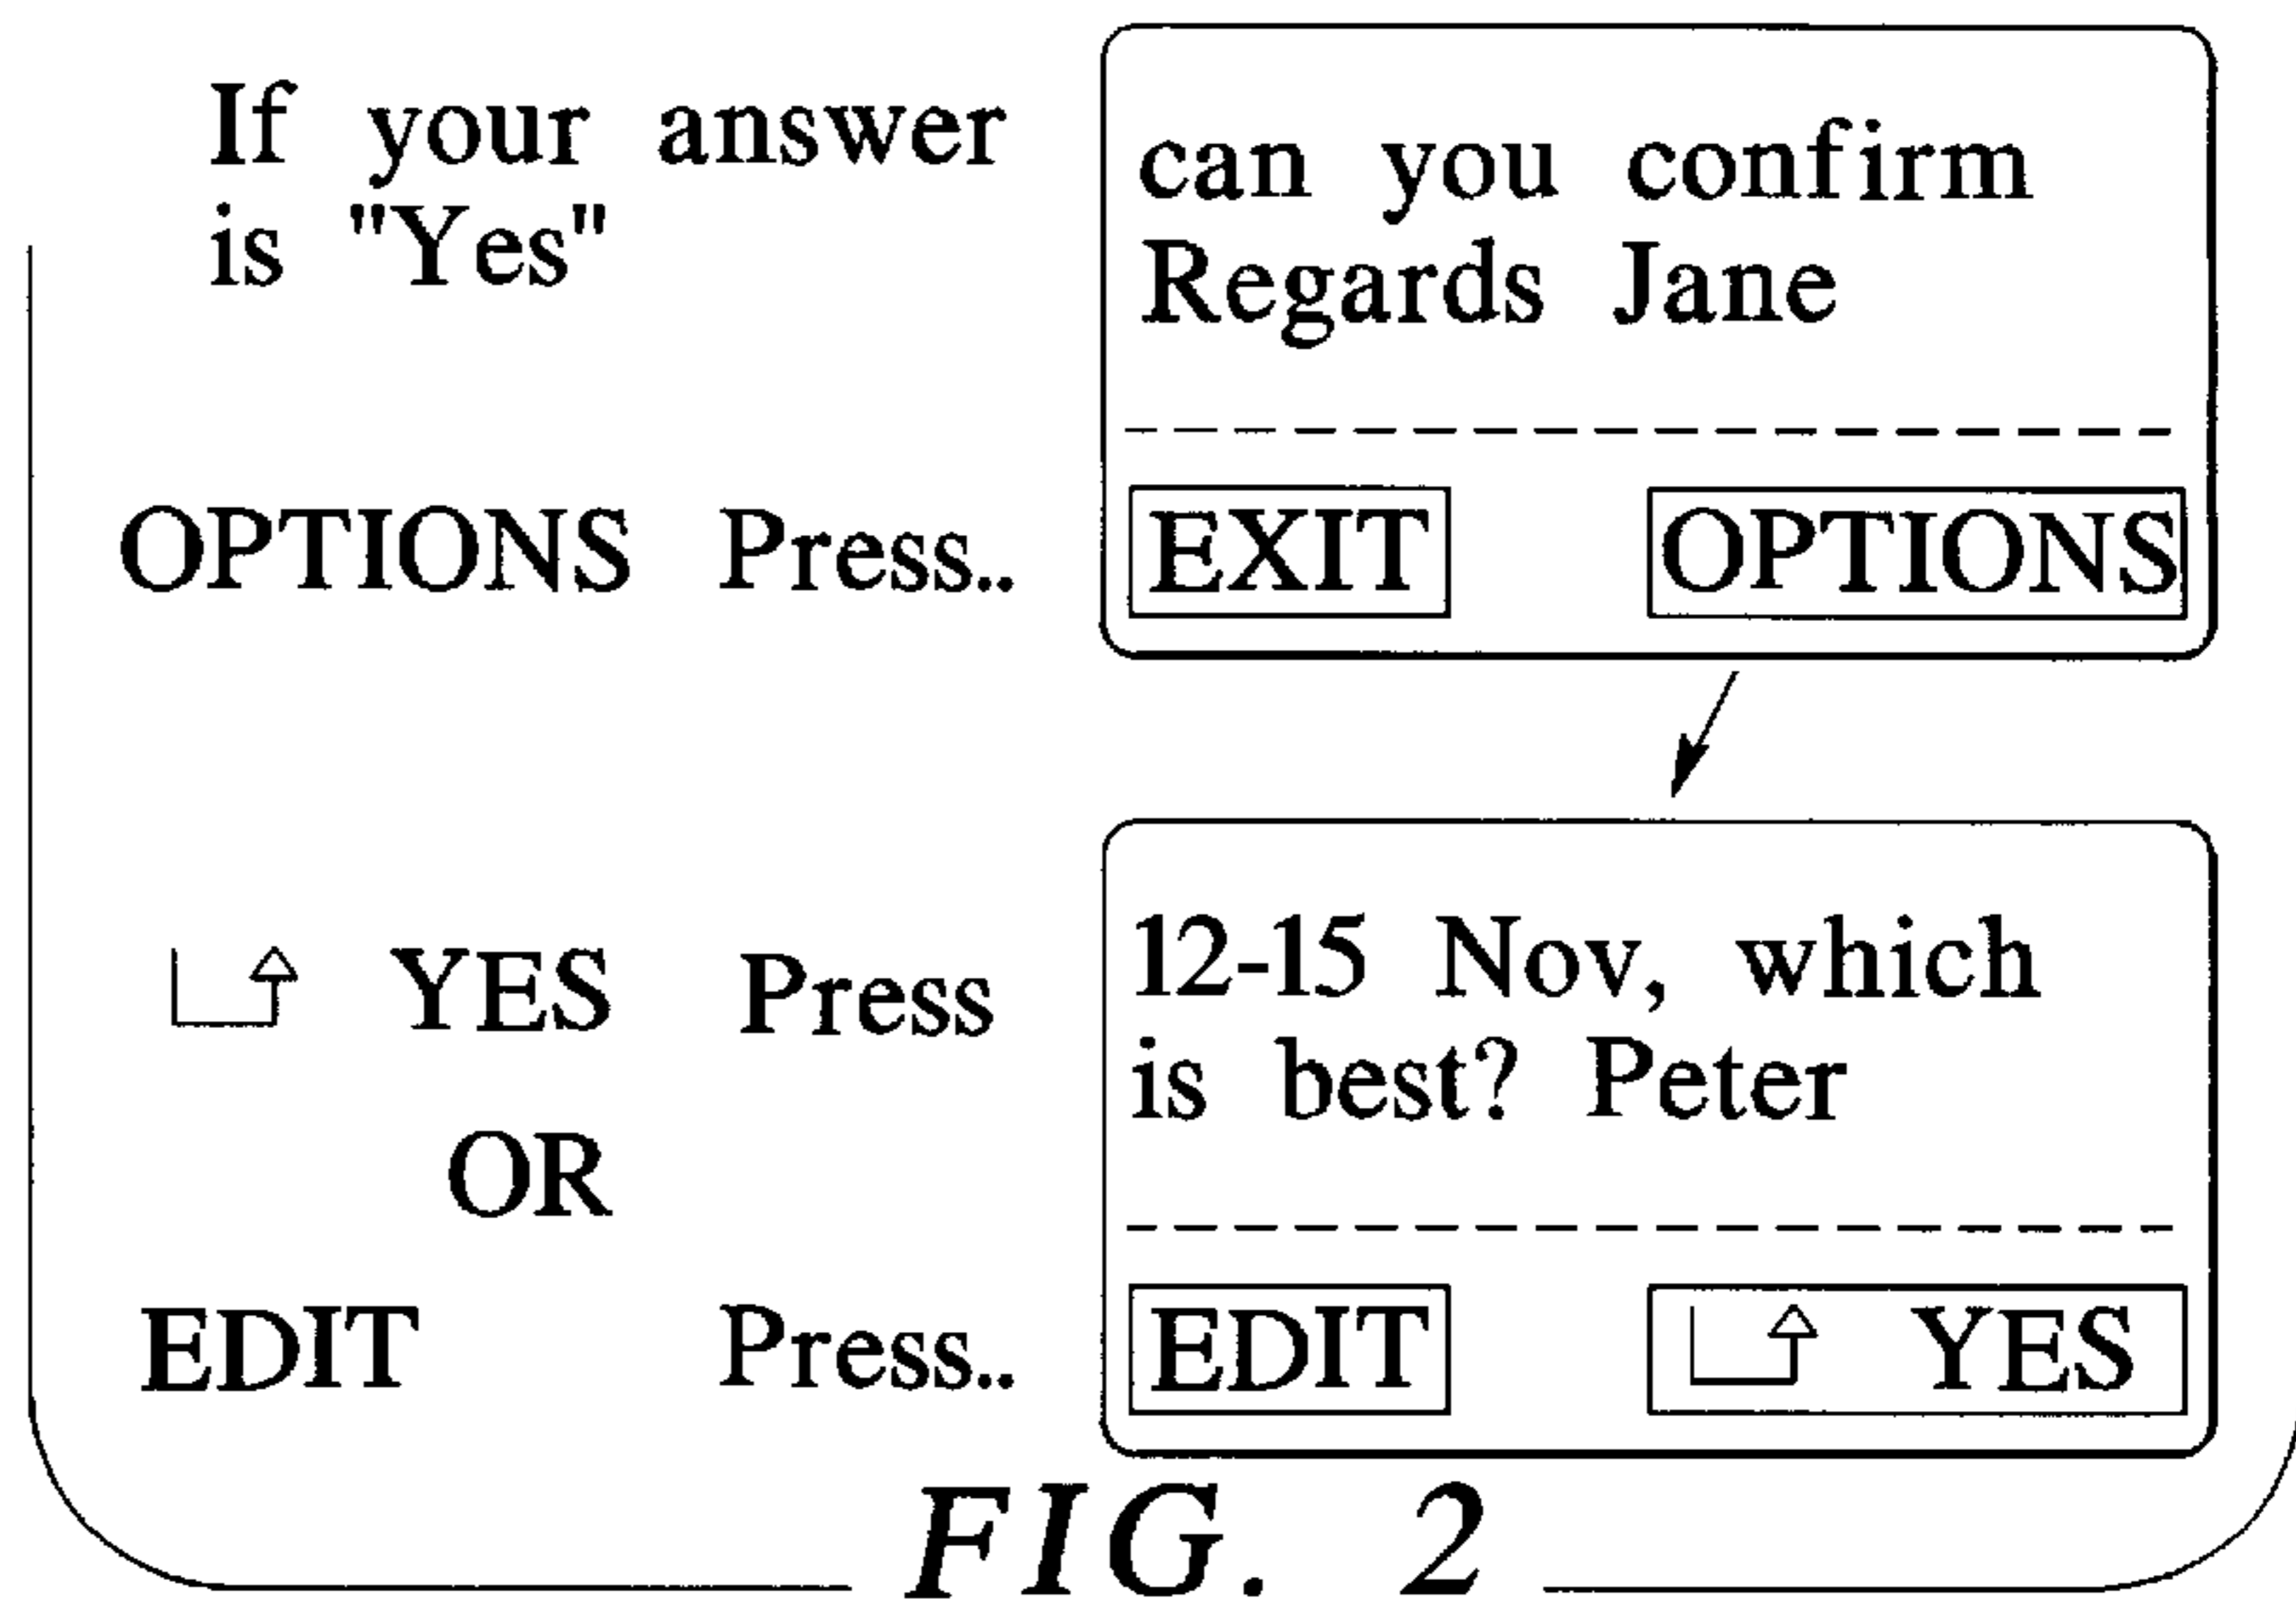 If your answer
is "Yes"
OPTIONS Press..
can you confirm
Regards Jane
EXIT OPTIONS
YES Press
OR
EDIT Press..
12-15 Nov, which
is best? Peter
EDIT YES
FIG. 2